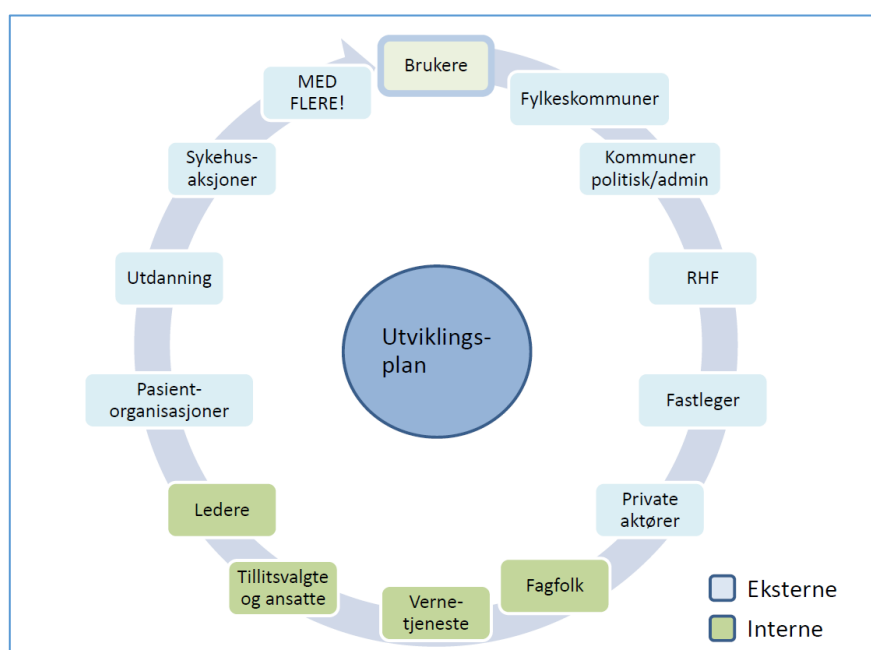 Brukere
Fylkeskommuner
Kommuner
politisk/admin
RHF
Fastleger
Private
aktører
Fagfolk
Verne-
tjeneste
Tillitsvalgte
og ansatte
Ledere
Pasient-
organisasjoner
Utdanning
Sykehus-
aksjoner
MED
FLERE!
Utviklings-
plan
Eksterne
Interne